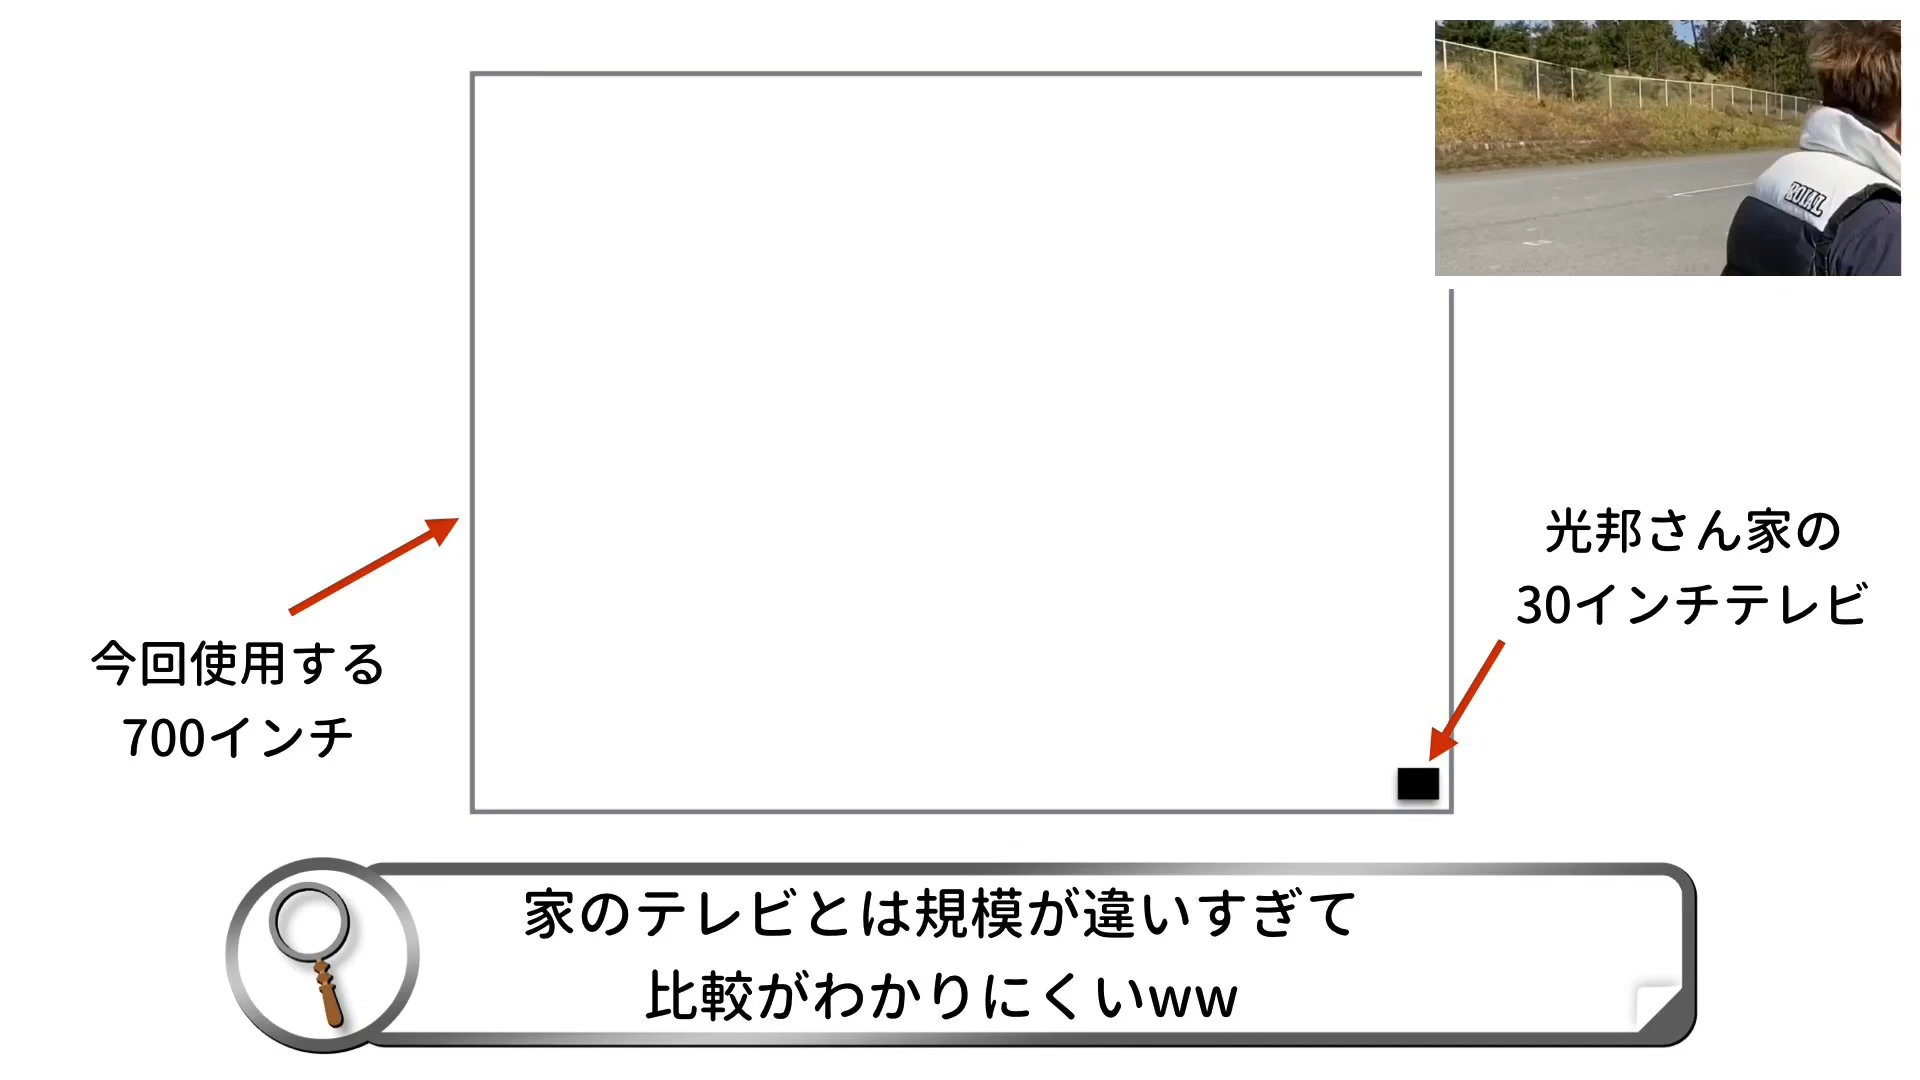 ROIAL
光邦さん家の
30インチテレビ
今回使用する
700インチ
家のテレビとは規模が違いすぎて
比較がわかりにくいww